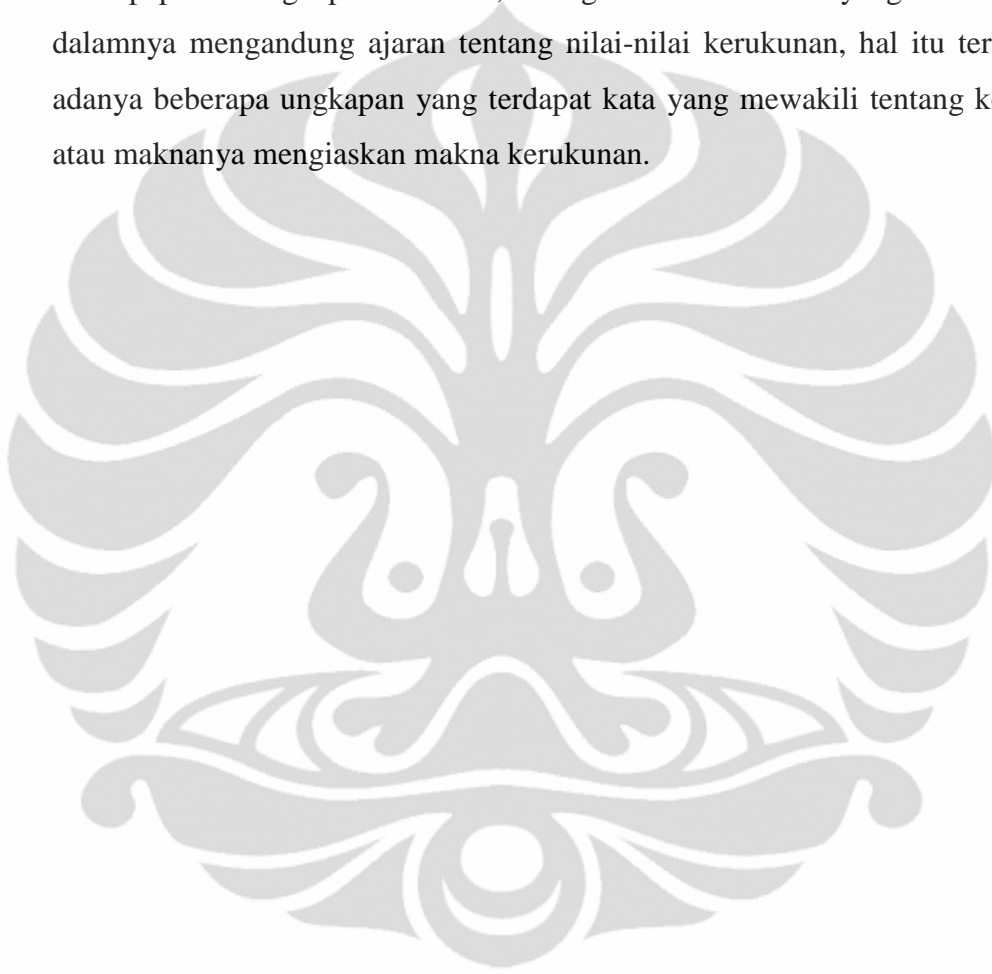 dalamnya mengandung ajaran tentang nilai-nilai kerukunan, hal itu ter
adanya beberapa ungkapan yang terdapat kata yang mewakili tentang k
atau maknanya mengiaskan makna kerukunan.